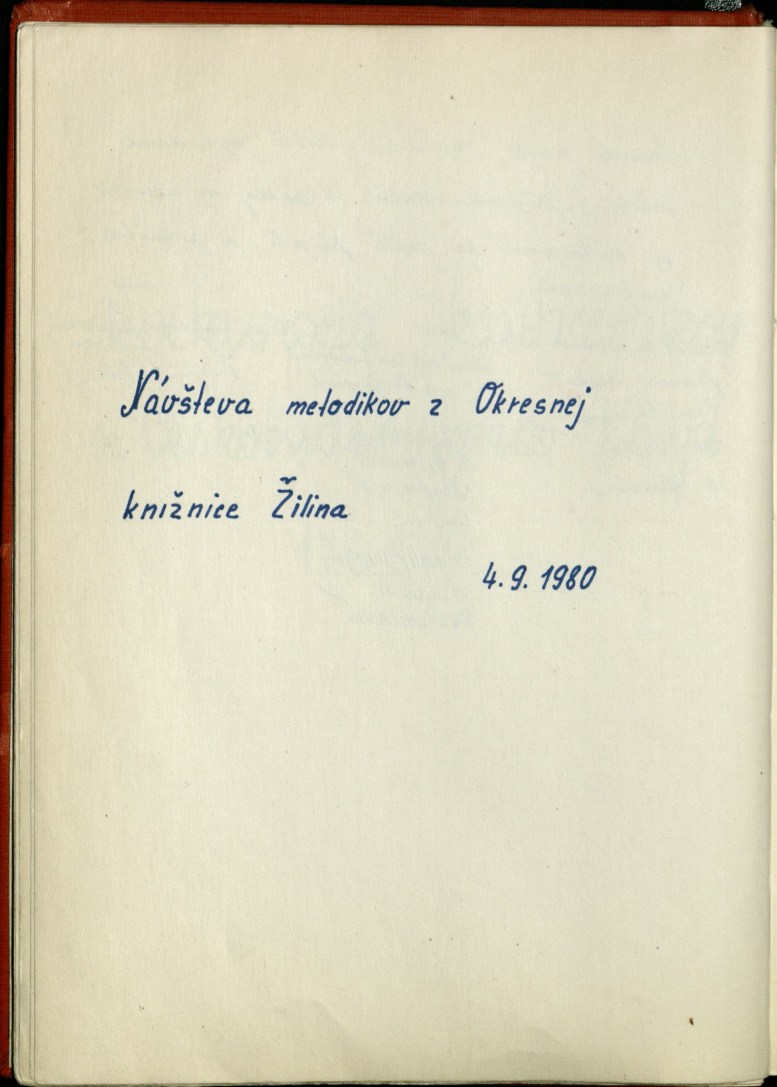 Návšteva metodikov z Okresnej
knižnice Žilina
4.9. 1980